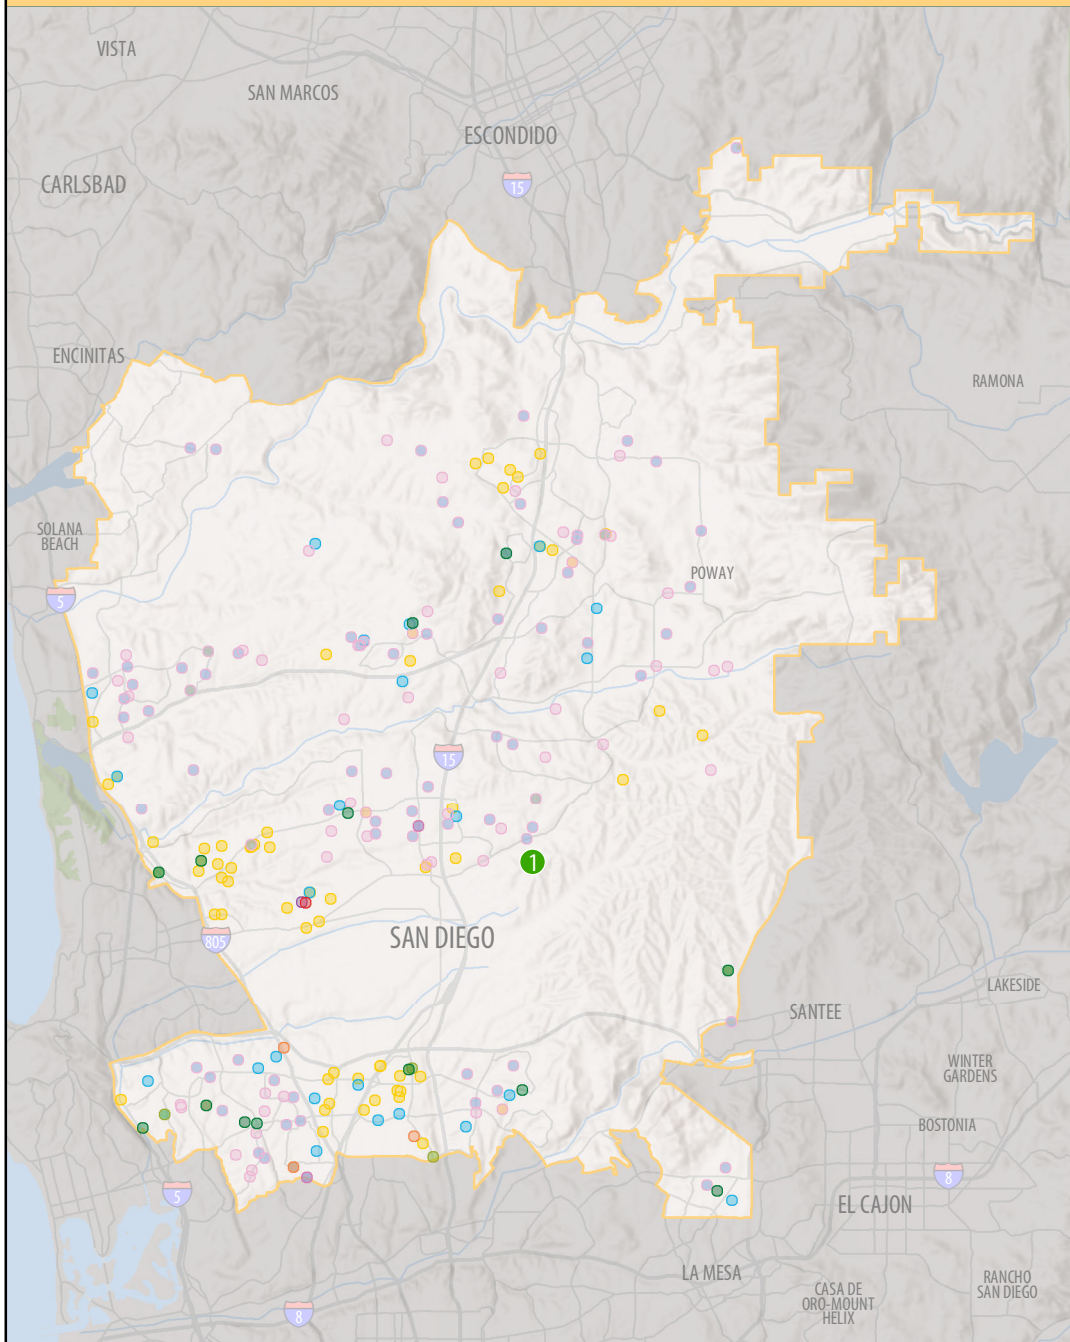 VISTA
SAN MARCOS
ESCONDIDO
15
CARLSBAD
ENCINITAS
RAMONA
SOLANA
BEACH
5
POWAY
15
1
805
SAN DIEGO
LAKESIDE
SANTEE
WINTER
GARDENS
BOSTONIA
5
8
EL CAJON
LA MESA
CASA DE
ORO-MOUNT
HELIX
RANCHO
SAN DIEGO
8